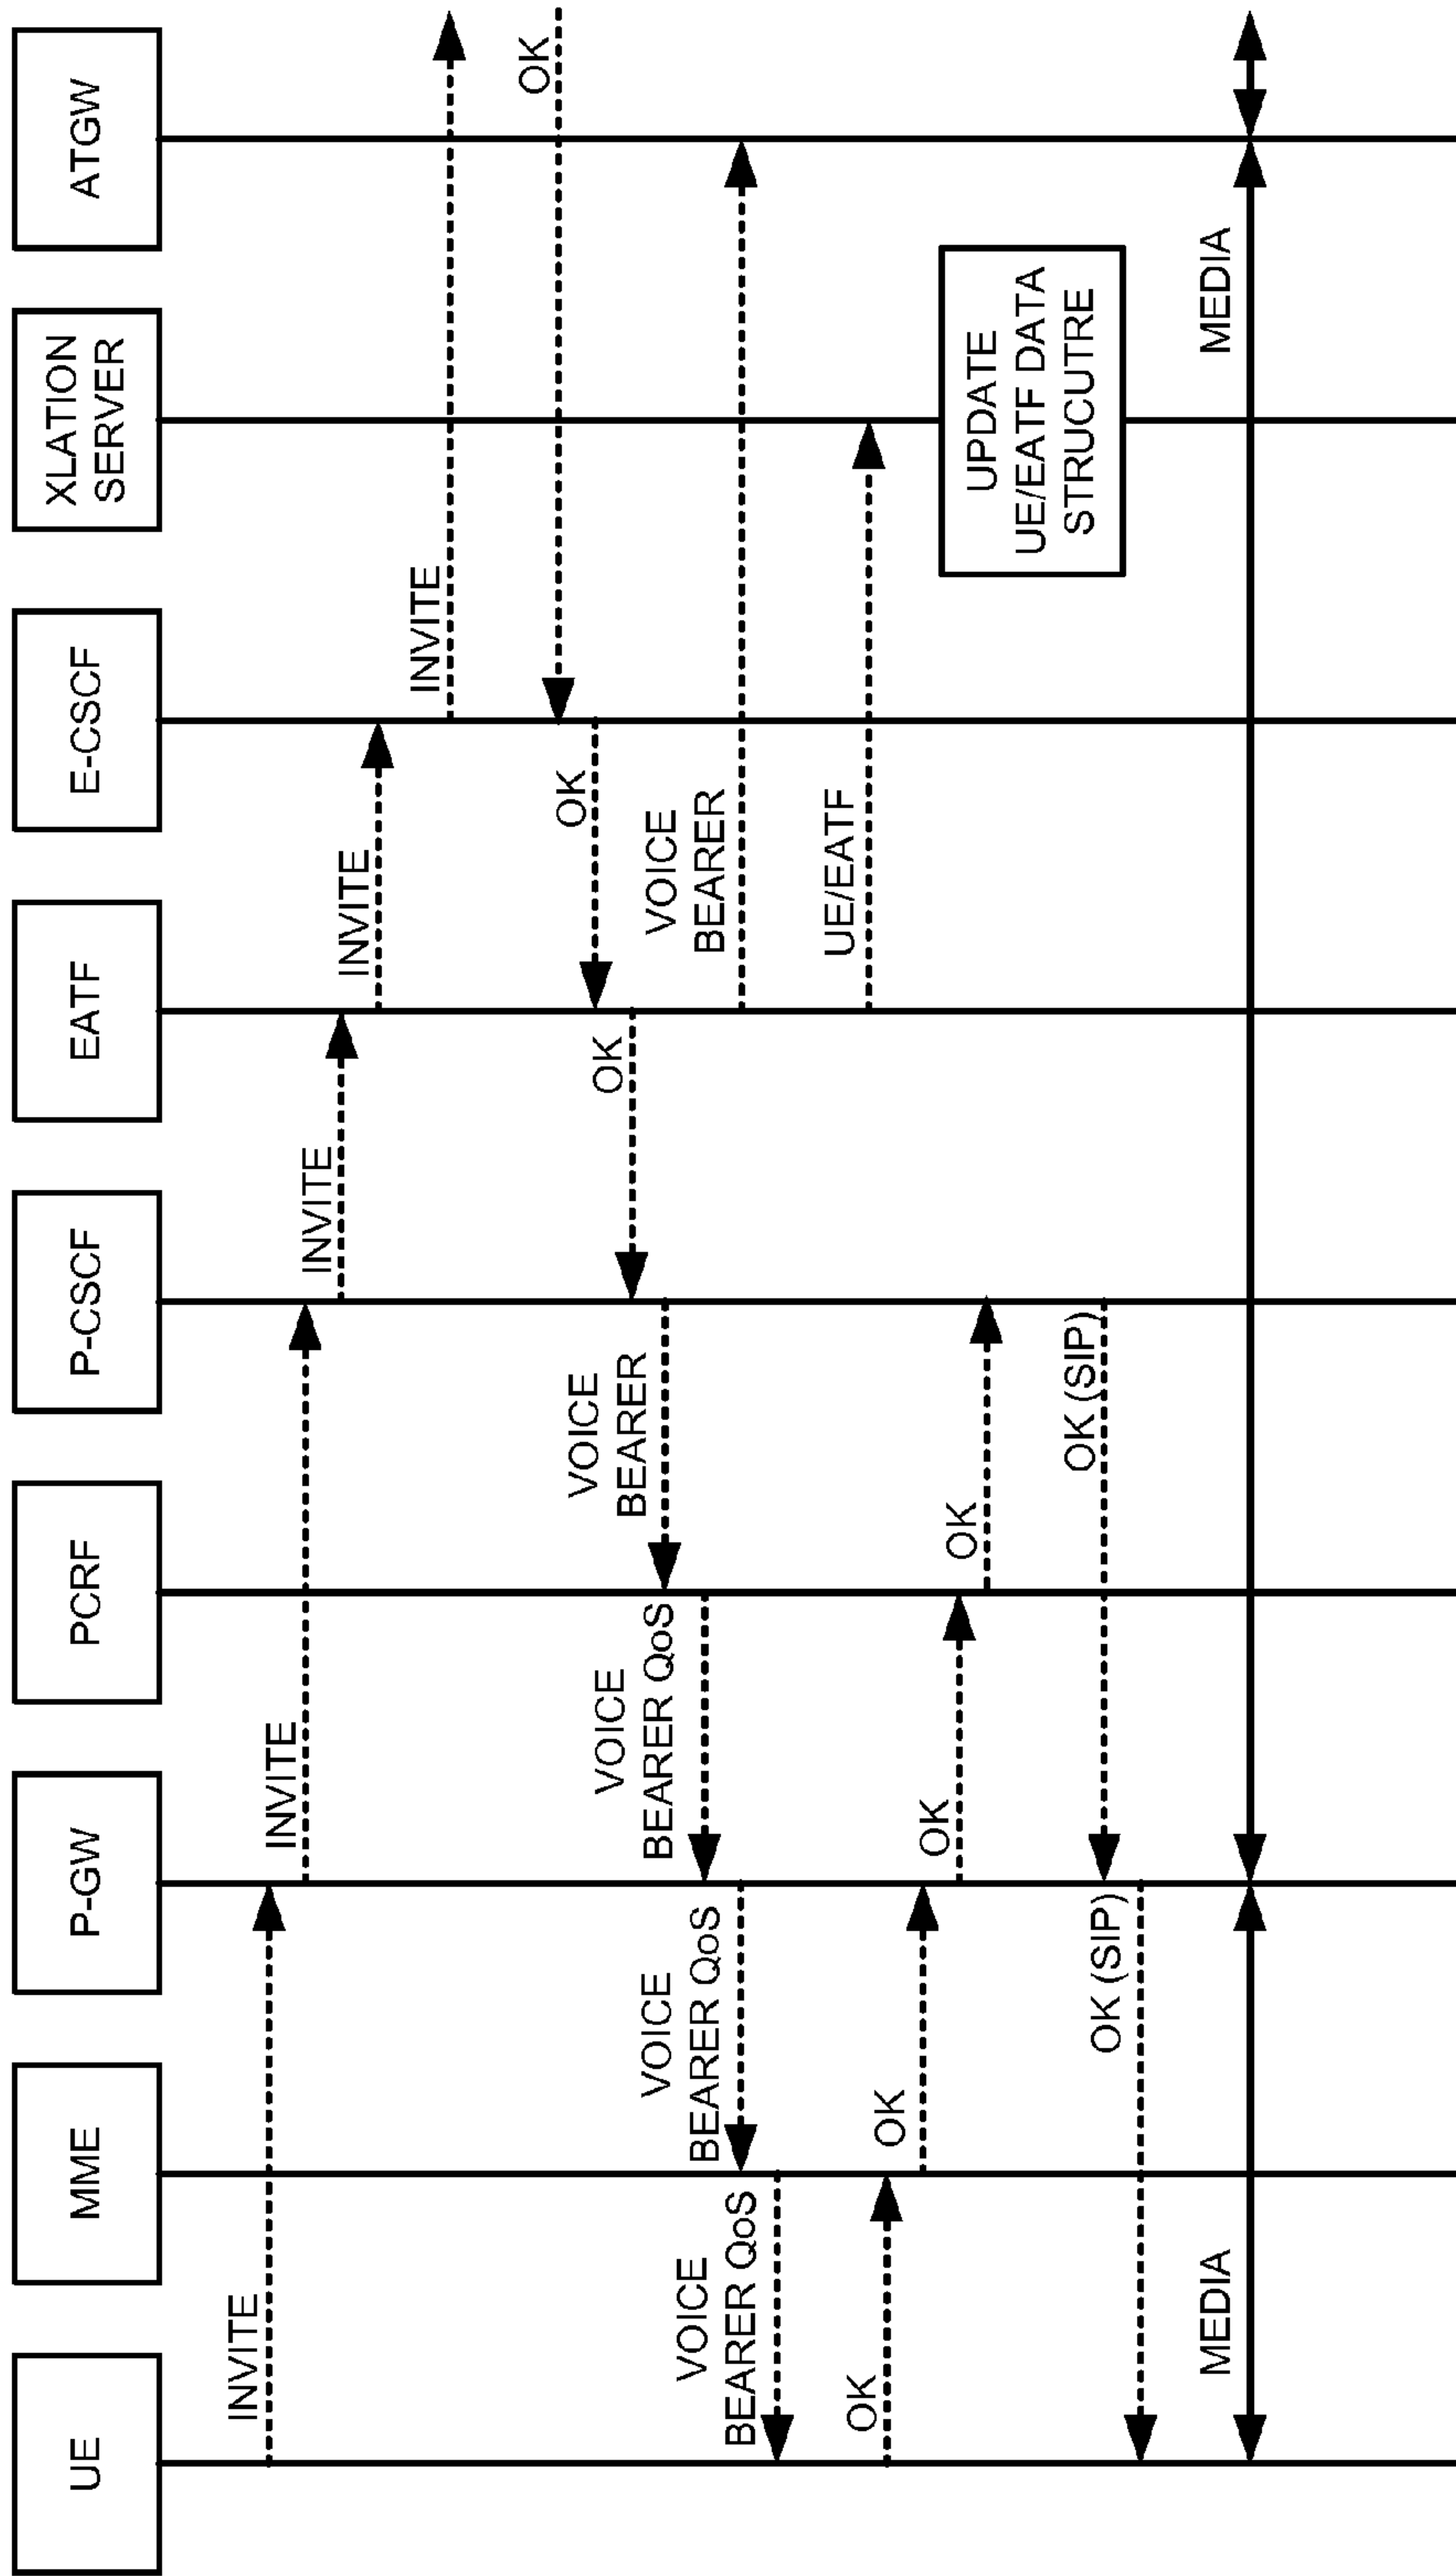 UE
MME
P-GW
PCRF
P-CSCF
EATF
E-CSCF
XLATION
SERVER
ATGW
INVITE
INVITE
INVITE
INVITE
INVITE
OK
OK
OK
VOICE
BEARER
VOICE
BEARER QoS
VOICE
BEARER QoS
VOICE
BEARER
VOICE
BEARER QoS
UE/EATF
OK
OK
OK
OK
UPDATE
UE/EATF DATA
STRUCUTRE
OK (SIP)
OK (SIP)
MEDIA
MEDIA